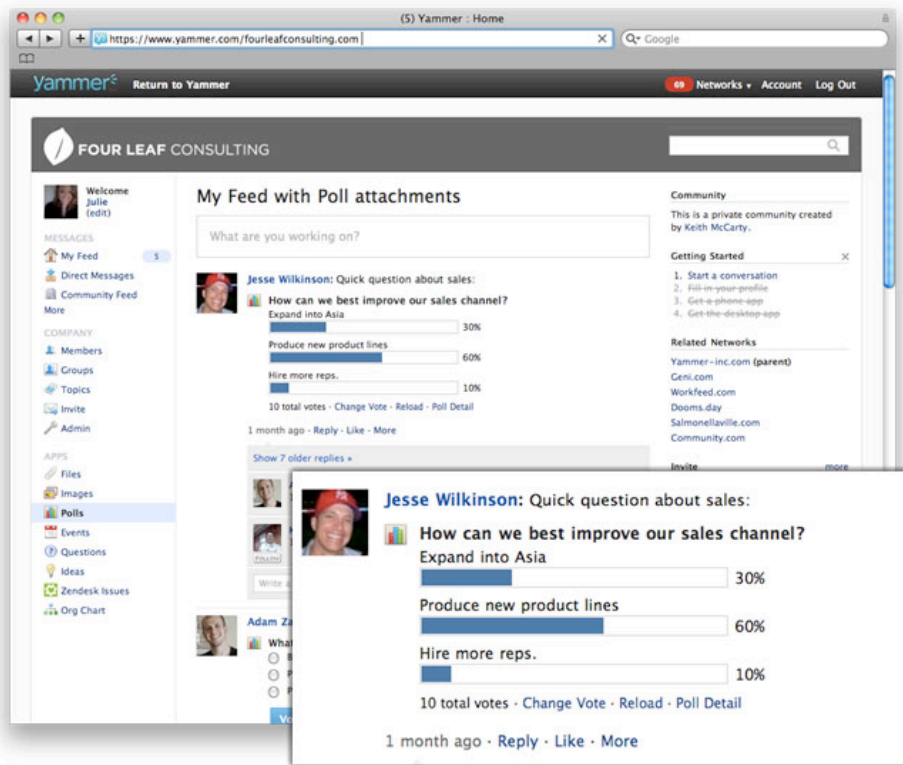 (5) Yammer : Home
https://www.yammer.com/fourleafconsulting.com
Google
yammer Return to Yammer
69 Networks Account Log Out
FOUR LEAF CONSULTING
Welcome
Julie
(edit)
MESSAGES
My Feed 5
Direct Messages
Community Feed
More
COMPANY
Members
Groups
Topics
Invite
Admin
APPS
Files
Images
Polls
Events
Questions
Ideas
Zendesk Issues
Org Chart
My Feed with Poll attachments
What are you working on?
Jesse Wilkinson: Quick question about sales:
How can we best improve our sales channel?
Expand into Asia
30%
Produce new product lines
60%
Hire more reps.
10%
10 total votes · Change Vote · Reload · Poll Detail
1 month ago · Reply · Like · More
Show 7 older replies »
Write a
Adam Za
What
Vo
Community
This is a private community created
by Keith McCarty.
Getting Started
1. Start a conversation
2. Fill in your profile
3. Get a phone app
4. Get the desktop app
Related Networks
Yammer-inc.com (parent)
Geni.com
Workfeed.com
Dooms.day
Salmonellaville.com
Community.com
Invite more
Jesse Wilkinson: Quick question about sales:
How can we best improve our sales channel?
Expand into Asia
30%
Produce new product lines
60%
Hire more reps.
10%
10 total votes · Change Vote · Reload · Poll Detail
1 month ago · Reply · Like · More